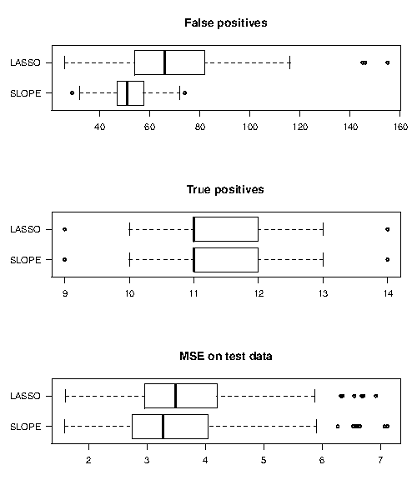 False positives
LASSO
SLOPE
40 60 80 100 120 140 160
True positives
LASSO
SLOPE
9 10 11 12 13 14
MSE on test data
LASSO
SLOPE
2 3 4 5 6 7